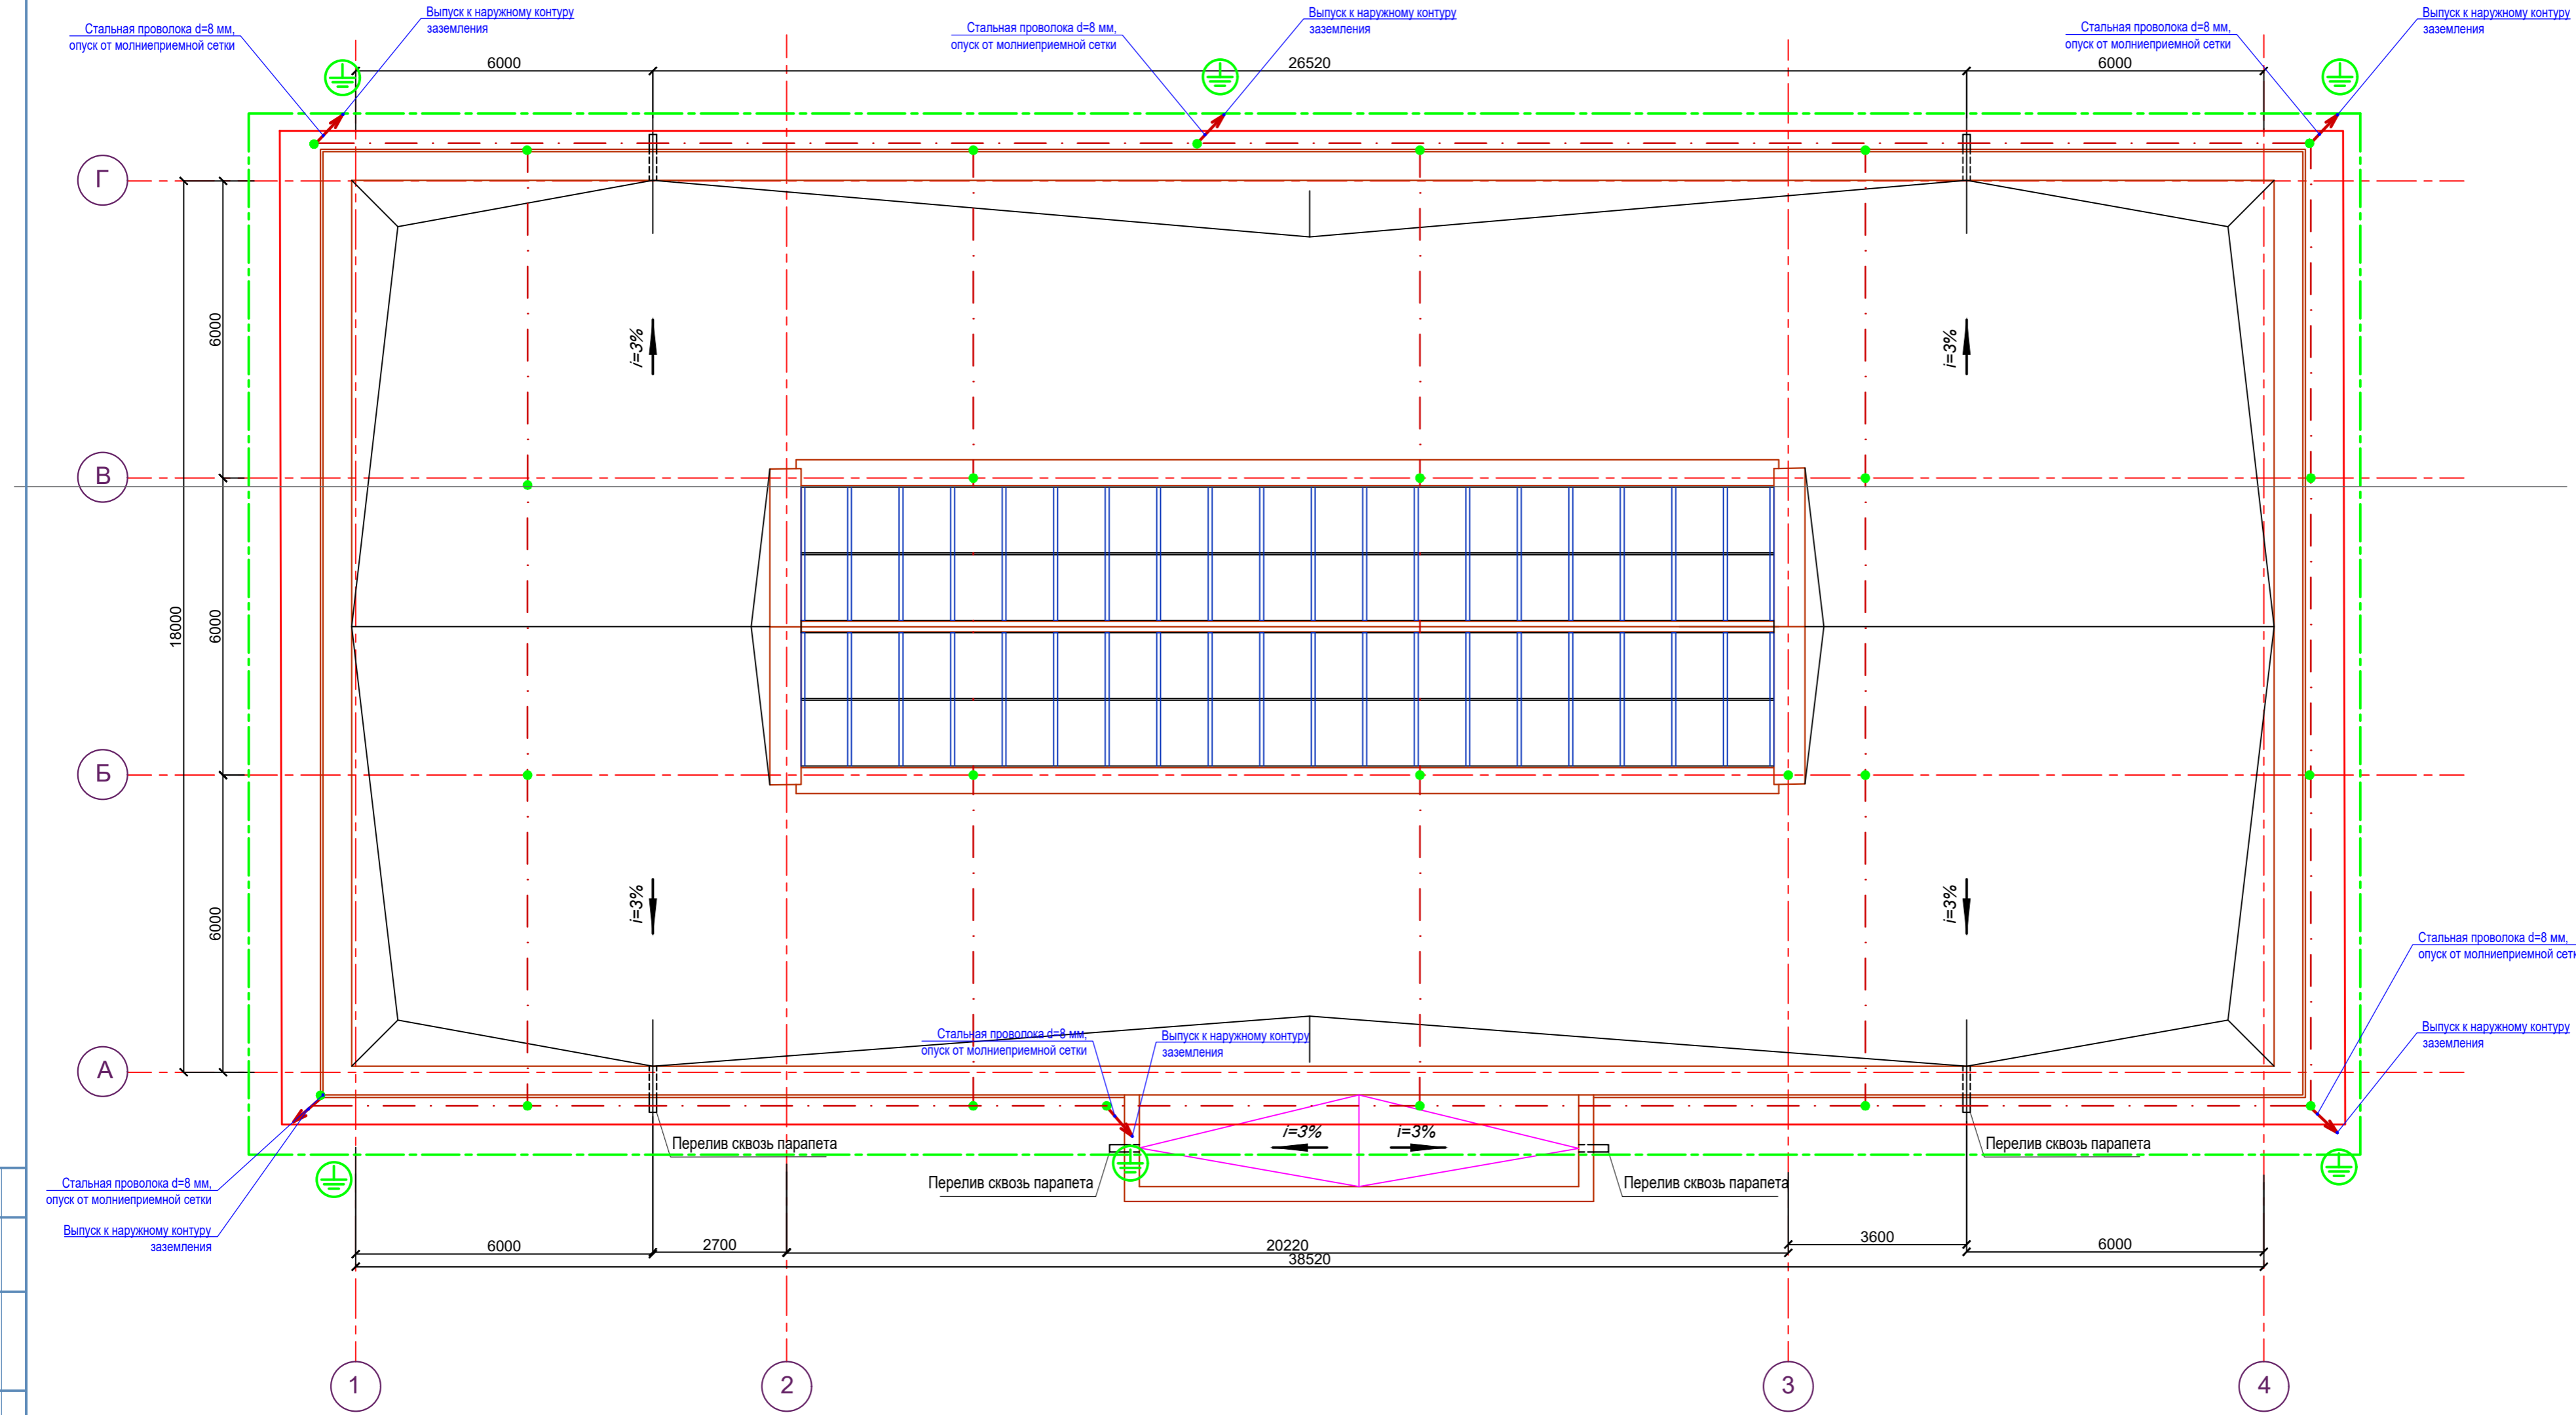 Стальная проволока d=8 мм,
опуск от молниеприемной сетки
Выпуск к наружному контуру
заземления
Стальная проволока d=8 мм,
опуск от молниеприемной сетки
Выпуск к наружному контуру
заземления
Стальная проволока d=8 мм,
опуск от молниеприемной сетки
Выпуск к наружному контуру
заземления
6000
26520
6000
Г
В
Б
А
18000
6000
6000
6000
i=3%
i=3%
i=3%
i=3%
Стальная проволока d=8 мм,
опуск от молниеприемной сетк
Выпуск к наружному контуру
заземления
Стальная проволока d=8 мм,
опуск от молниеприемной сетки
Выпуск к наружному контуру
заземления
i=3%
i=3%
Перелив сквозь парапета
Перелив сквозь парапета
Перелив сквозь парапета
Перелив сквозь парапета
Стальная проволока d=8 мм,
опуск от молниеприемной сетки
Выпуск к наружному контуру
заземления
6000
2700
20220
3600
6000
38520
1
2
3
4